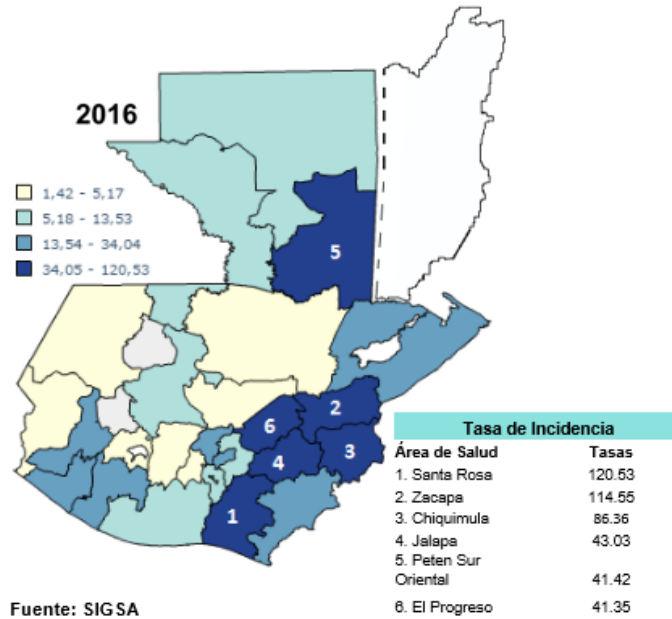 2016
1,42 - 5,17
5,18 - 13,53
13,54 - 34,04
34,05 - 120,53
5
2
6
3
4
1
Tasa de Incidencia
Área de Salud Tasas
1. Santa Rosa 120.53
2. Zacapa 114.55
3. Chiquimula 86.36
4. Jalapa 43.03
5. Peten Sur
Oriental 41.42
6. El Progreso 41.35
Fuente: SIGSA